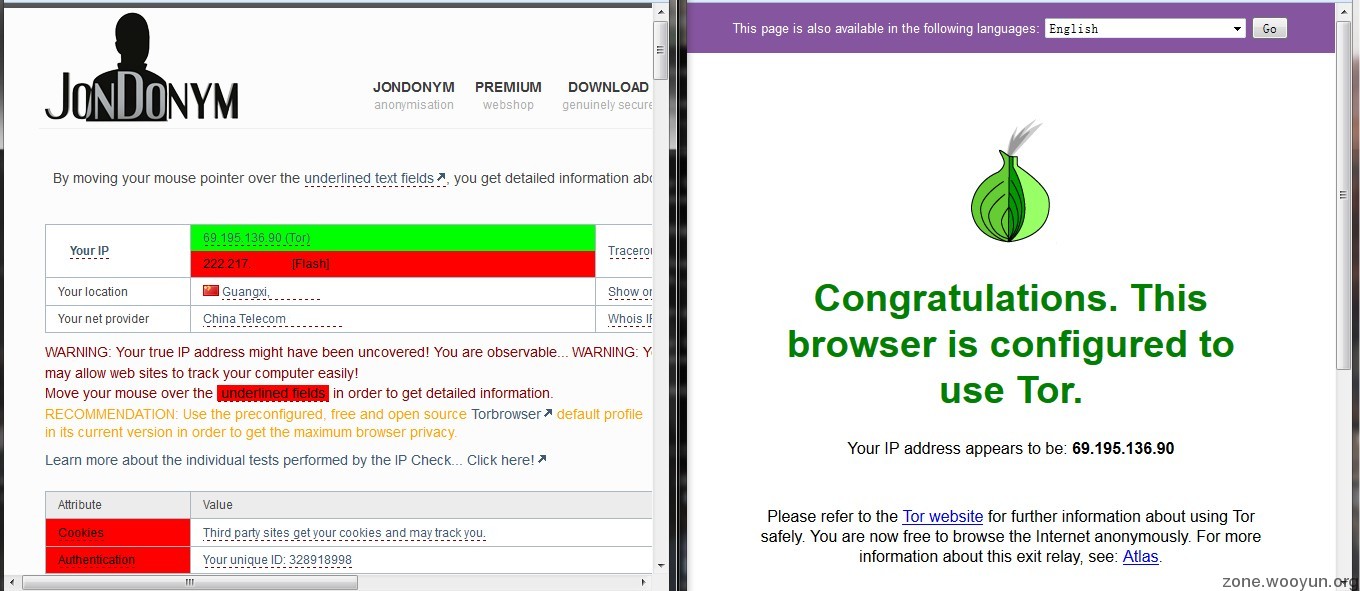 JONDONYM
JONDONYM PREMIUM DOWNLOAD
anonymisation webshop genuinely secure
By moving your mouse pointer over the underlined text fields, you get detailed information abo
Your IP
69.195.136.90 (Tor)
222.217. [Flash]
Tracerou
Your location Guangxi, Show on
Your net provider China Telecom Whois IP
WARNING: Your true IP address might have been uncovered! You are observable... WARNING: Y
may allow web sites to track your computer easily!
Move your mouse over the underlined fields in order to get detailed information.
RECOMMENDATION: Use the preconfigured, free and open source Torbrowser default profile
in its current version in order to get the maximum browser privacy.
Learn more about the individual tests performed by the IP Check... Click here!
Attribute Value
Cookies Third party sites get your cookies and may track you.
Authentication Your unique ID: 328918998
This page is also available in the following languages: English Go
Congratulations. This
browser is configured to
use Tor.
Your IP address appears to be: 69.195.136.90
Please refer to the Tor website for further information about using Tor
safely. You are now free to browse the Internet anonymously. For more
information about this exit relay, see: Atlas.
zone.wooyun.org